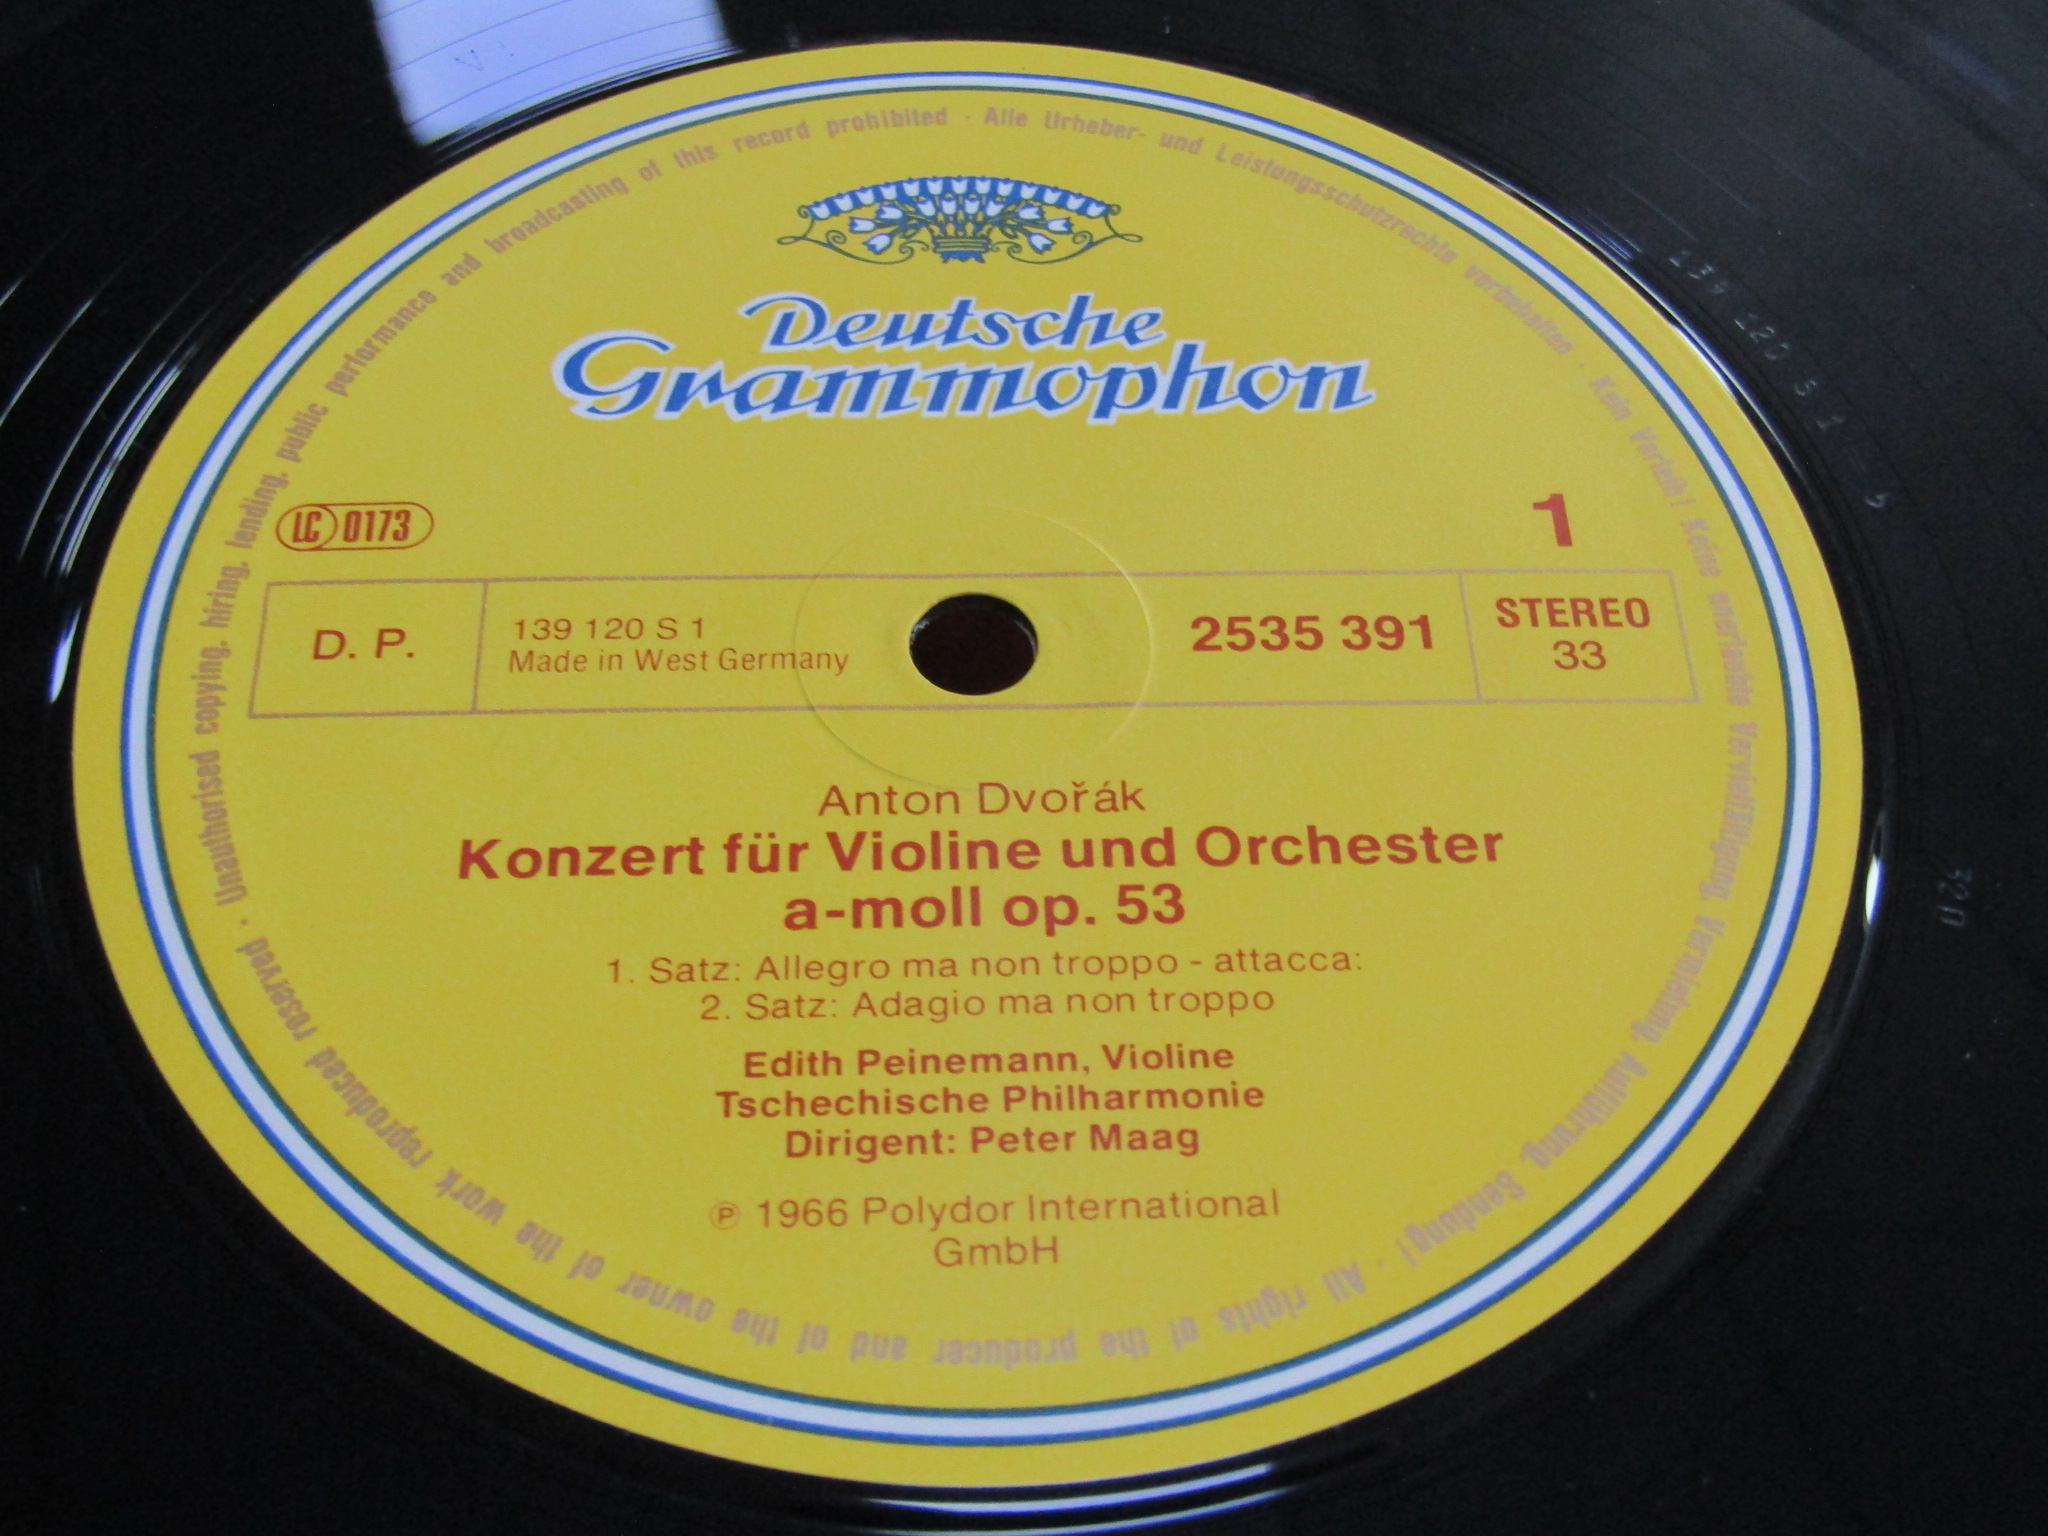 Unauthorised copying, hiring, lending, public performance and broadcasting of this record prohibited · Alle Urheber- und Leistungsschutzrechte vorbehalten · Kein Verleih! Keine unerlaubte Vervielfältigung, Vermietung, Aufführung, Sendung! · All rights of the producer and of the owner of the work reproduced reserved ·
Deutsche
Grammophon
LC 0173
1
D. P.
139 120 S 1
Made in West Germany
2535 391
STEREO
33
Anton Dvořák
Konzert für Violine und Orchester
a-moll op. 53
1. Satz: Allegro ma non troppo - attacca:
2. Satz: Adagio ma non troppo
Edith Peinemann, Violine
Tschechische Philharmonie
Dirigent: Peter Maag
℗ 1966 Polydor International
GmbH
139 120 S 1